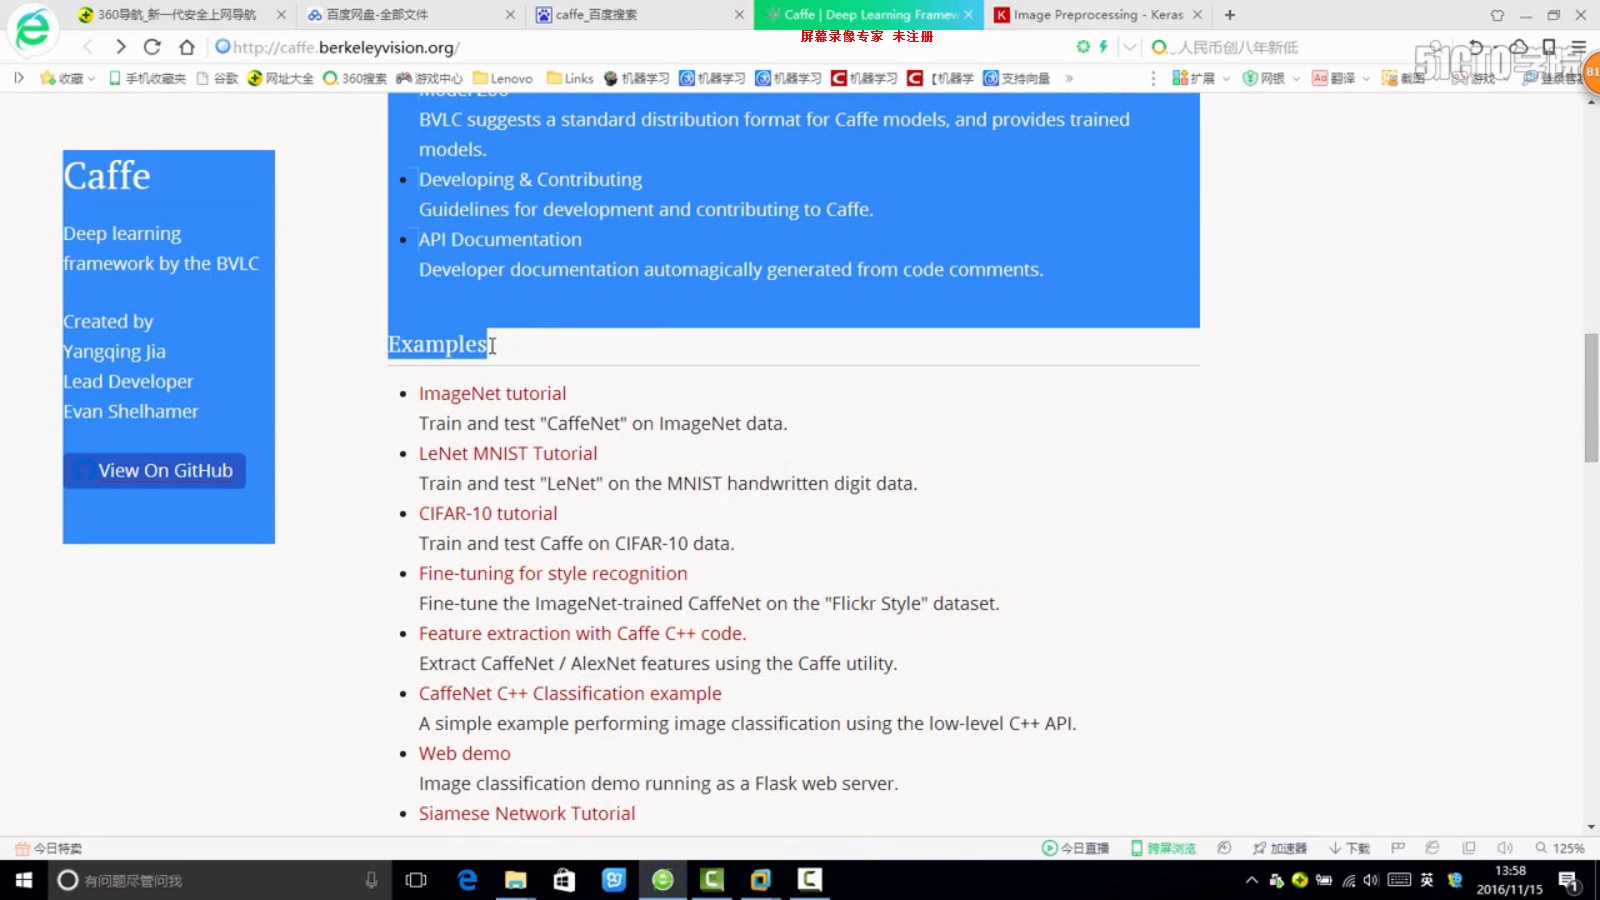 360导航_新一代安全上网导航
百度网盘-全部文件
caffe_百度搜索
Caffe | Deep Learning Framew
Image Preprocessing - Keras
屏幕录像专家 未注册
http://caffe.berkeleyvision.org/
人民币创八年新低
51CTO学院
收藏
手机收藏夹
谷歌
网址大全
360搜索
游戏中心
Lenovo
Links
机器学习
机器学习
机器学习
机器学习
【机器学
支持向量
»
扩展
网银
翻译
截图
游戏
登录管
81
Caffe
Deep learning
framework by the BVLC
Created by
Yangqing Jia
Lead Developer
Evan Shelhamer
View On GitHub
BVLC suggests a standard distribution format for Caffe models, and provides trained
models.
Developing & Contributing
Guidelines for development and contributing to Caffe.
API Documentation
Developer documentation automagically generated from code comments.
Examples
ImageNet tutorial
Train and test "CaffeNet" on ImageNet data.
LeNet MNIST Tutorial
Train and test "LeNet" on the MNIST handwritten digit data.
CIFAR-10 tutorial
Train and test Caffe on CIFAR-10 data.
Fine-tuning for style recognition
Fine-tune the ImageNet-trained CaffeNet on the "Flickr Style" dataset.
Feature extraction with Caffe C++ code.
Extract CaffeNet / AlexNet features using the Caffe utility.
CaffeNet C++ Classification example
A simple example performing image classification using the low-level C++ API.
Web demo
Image classification demo running as a Flask web server.
Siamese Network Tutorial
今日特卖
今日直播
跨屏浏览
加速器
下载
125%
有问题尽管问我
英
13:58
2016/11/15
1